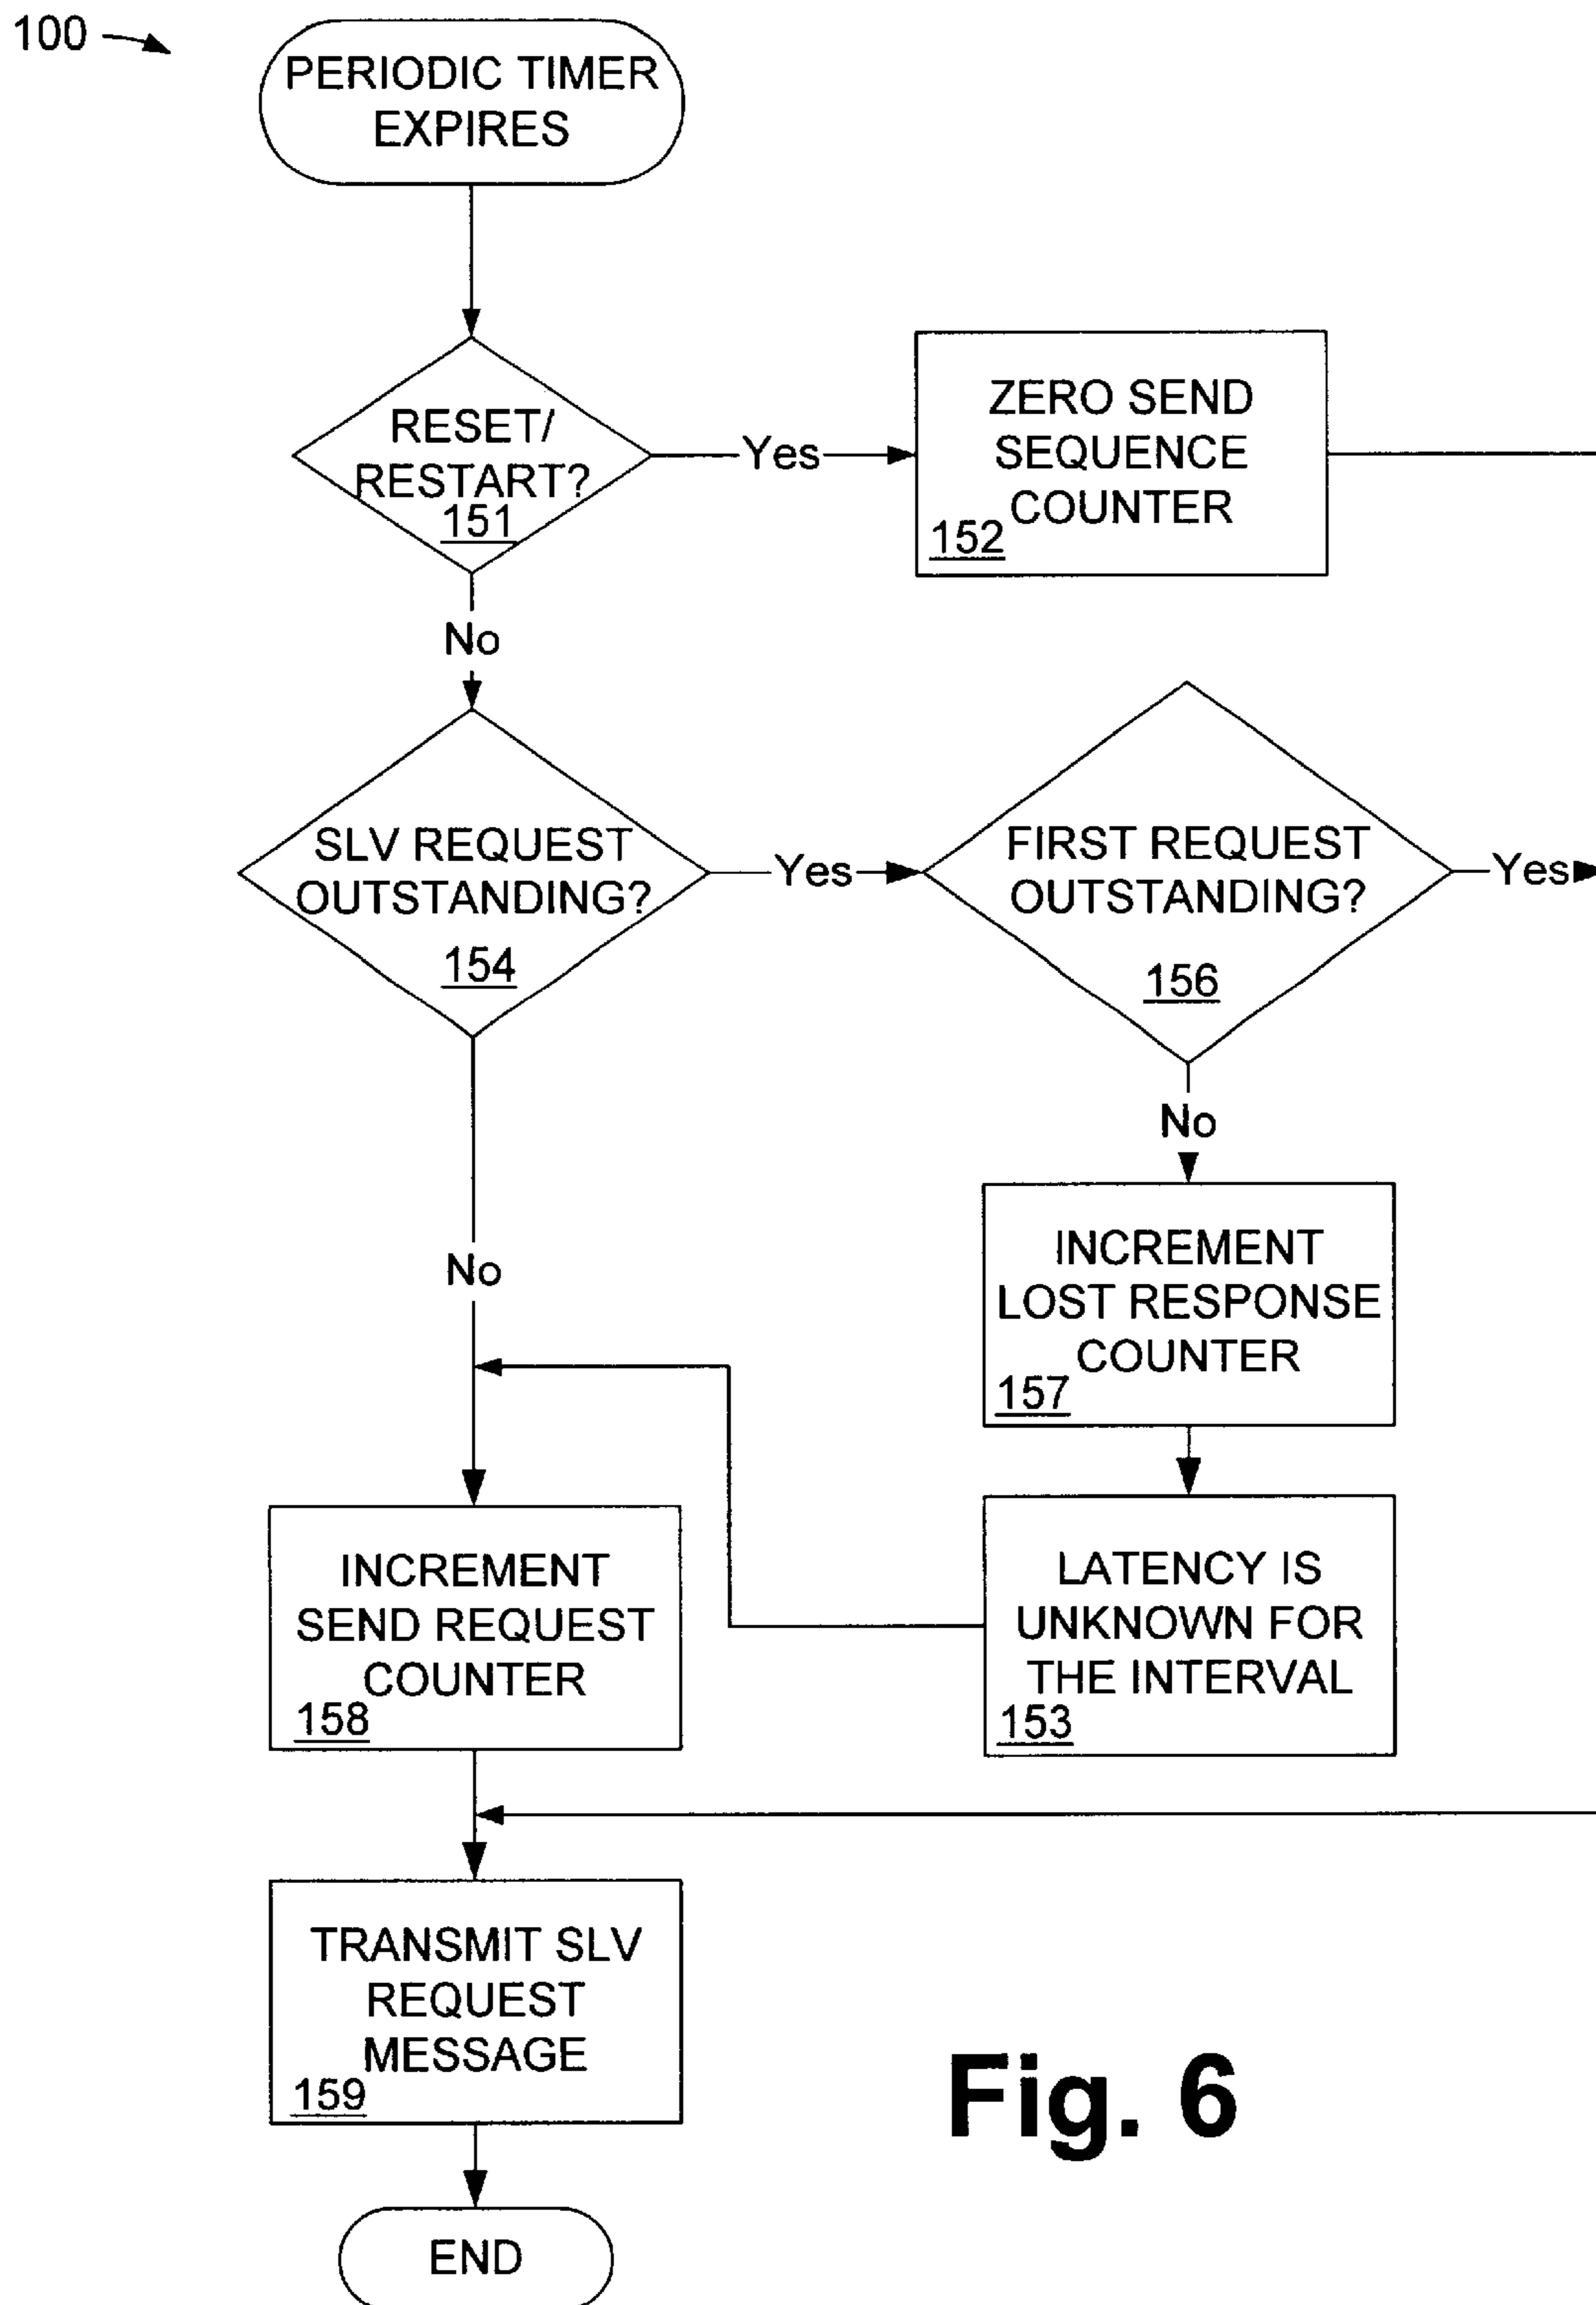 100
PERIODIC TIMER
EXPIRES
RESET/
RESTART?
151
Yes
ZERO SEND
SEQUENCE
COUNTER
152
No
SLV REQUEST
OUTSTANDING?
154
Yes
FIRST REQUEST
OUTSTANDING?
156
Yes
No
INCREMENT
LOST RESPONSE
COUNTER
157
No
INCREMENT
SEND REQUEST
COUNTER
158
LATENCY IS
UNKNOWN FOR
THE INTERVAL
153
TRANSMIT SLV
REQUEST
MESSAGE
159
Fig. 6
END